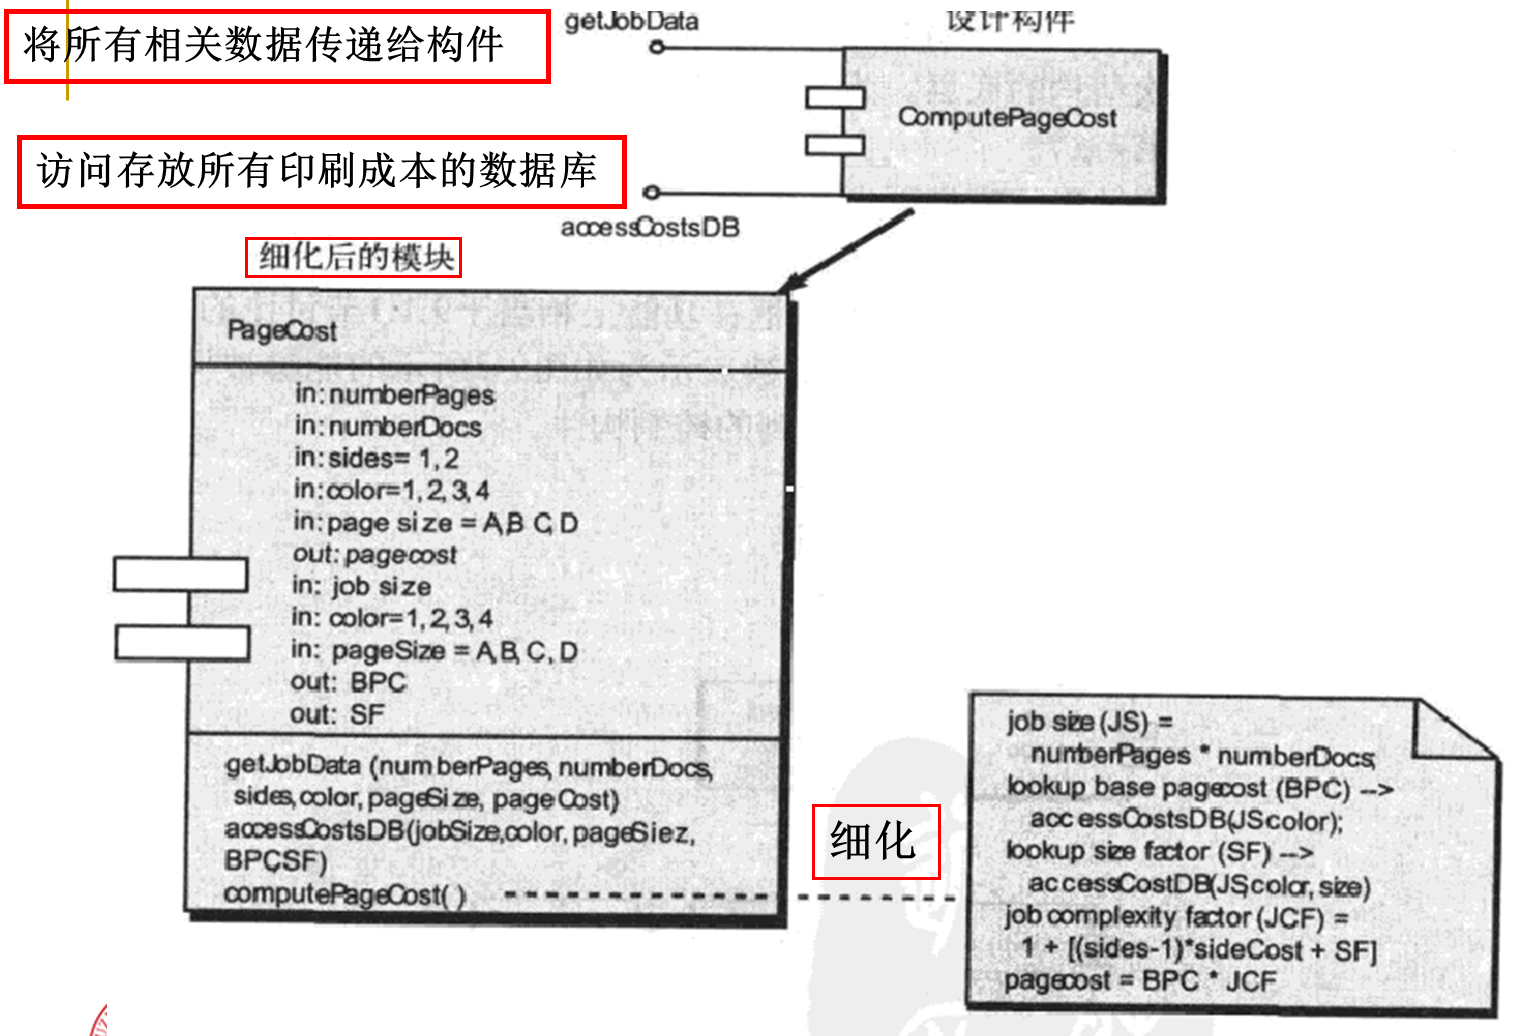 将所有相关数据传递给构件
getJobData
设计构件
ComputePageCost
访问存放所有印刷成本的数据库
accessCostsDB
细化后的模块
PageCost
in: numberPages
in: numberDocs
in: sides= 1, 2
in: color=1, 2, 3, 4
in: page size = A,B C, D
out: pagecost
in: job size
in: color=1, 2, 3, 4
in: pageSize = A,B, C, D
out: BPC
out: SF
getJobData (numberPages, numberDocs,
sides, color, pageSize, pageCost)
accessCostsDB(jobSize, color, pageSiez,
BPC,SF)
computePageCost( )
细化
job size (JS) =
numberPages * numberDocs;
lookup base pagecost (BPC) -->
accessCostsDB(JS color);
lookup size factor (SF) -->
accessCostDB(JS, color, size)
job complexity factor (JCF) =
1 + [(sides-1)*sideCost + SF]
pagecost = BPC * JCF